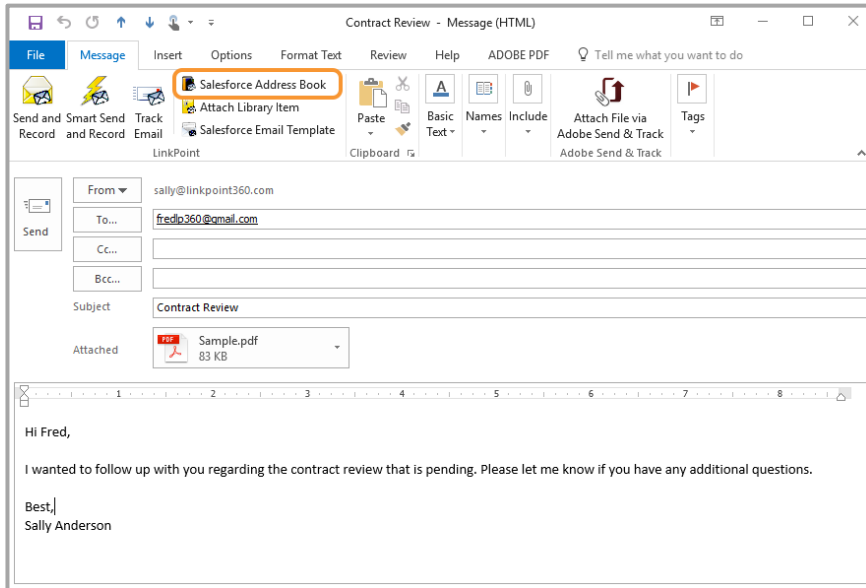 Contract Review - Message (HTML)
File Message Insert Options Format Text Review Help ADOBE PDF Tell me what you want to do
Send and Record
Smart Send and Record
Track Email
Salesforce Address Book
Attach Library Item
Salesforce Email Template
LinkPoint
Paste
Clipboard
A
Basic Text
Names
Include
Attach File via Adobe Send & Track
Adobe Send & Track
Tags
Send
From sally@linkpoint360.com
To... fredlp360@gmail.com
Cc...
Bcc...
Subject Contract Review
Attached PDF Sample.pdf
83 KB
1 2 3 4 5 6 7 8
Hi Fred,
I wanted to follow up with you regarding the contract review that is pending. Please let me know if you have any additional questions.
Best,
Sally Anderson